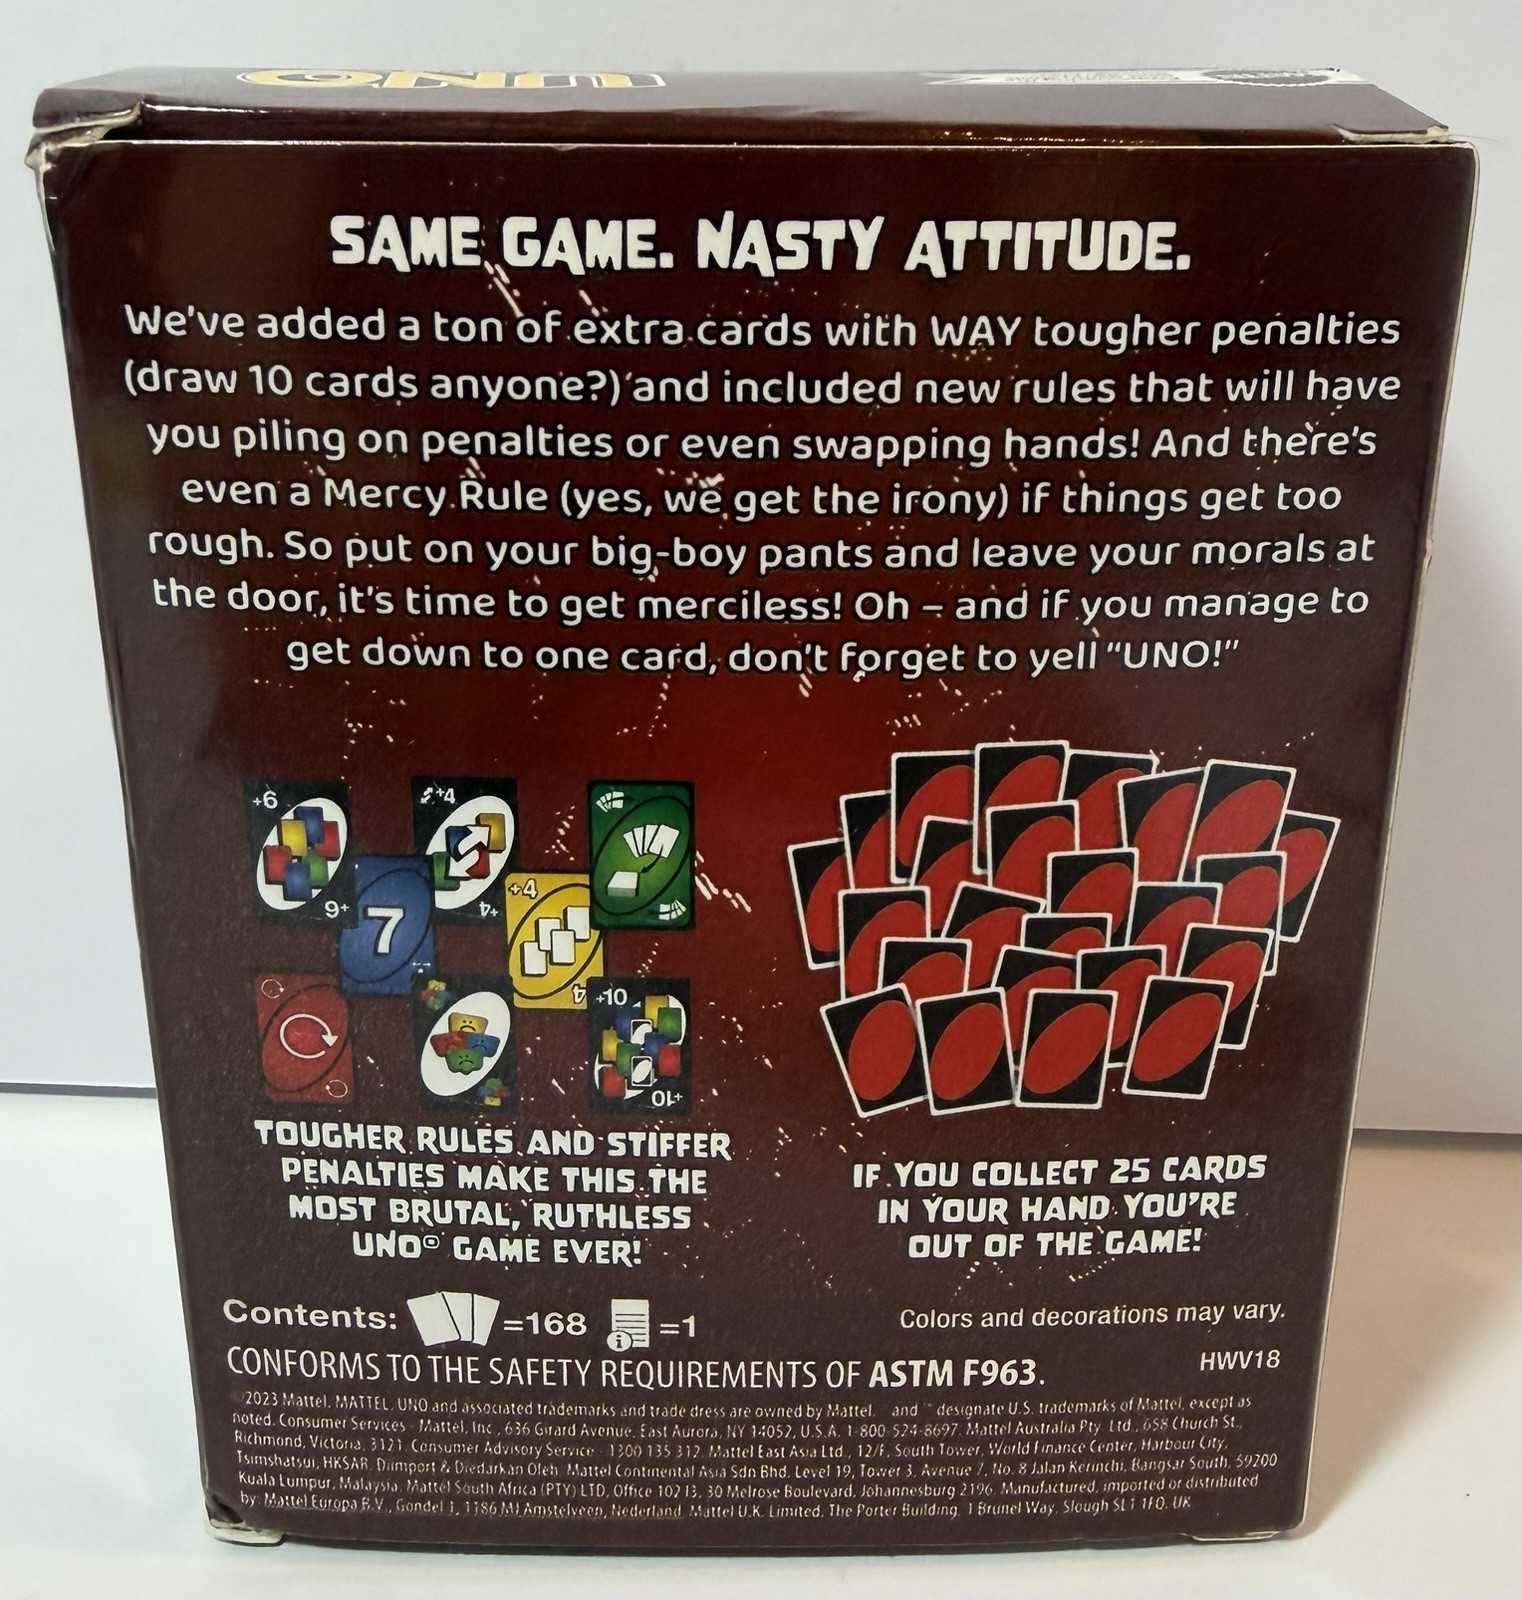 UNO
SAME GAME. NASTY ATTITUDE.
We've added a ton of extra cards with WAY tougher penalties
(draw 10 cards anyone?) and included new rules that will have
you piling on penalties or even swapping hands! And there's
even a Mercy Rule (yes, we get the irony) if things get too
rough. So put on your big-boy pants and leave your morals at
the door, it's time to get merciless! Oh – and if you manage to
get down to one card, don't forget to yell "UNO!"
+6
+6
7
+4
+4
+4
4
+10
+10
TOUGHER RULES AND STIFFER
PENALTIES MAKE THIS THE
MOST BRUTAL, RUTHLESS
UNO® GAME EVER!
IF YOU COLLECT 25 CARDS
IN YOUR HAND YOU'RE
OUT OF THE GAME!
Contents: =168 =1
Colors and decorations may vary.
CONFORMS TO THE SAFETY REQUIREMENTS OF ASTM F963.
HWV18
2023 Mattel. MATTEL, UNO and associated trademarks and trade dress are owned by Mattel. and designate U.S. trademarks of Mattel, except as
noted. Consumer Services - Mattel, Inc., 636 Girard Avenue, East Aurora, NY 14052, U.S.A. 1-800-524-8697. Mattel Australia Pty. Ltd., 658 Church St.,
Richmond, Victoria, 3121. Consumer Advisory Service - 1300 135 312. Mattel East Asia Ltd., 12/F, South Tower, World Finance Center, Harbour City,
Tsimshatsui, HKSAR. Diimport & Diedarkan Oleh: Mattel Continental Asia Sdn Bhd. Level 19, Tower 3, Avenue 7, No. 8 Jalan Kerinchi, Bangsar South, 59200
Kuala Lumpur, Malaysia. Mattel South Africa (PTY) LTD, Office 102 13, 30 Melrose Boulevard, Johannesburg 2196. Manufactured, imported or distributed
by: Mattel Europa B.V., Gondel 1, 1186 MJ Amstelveen, Nederland. Mattel U.K. Limited, The Porter Building, 1 Brunel Way, Slough SL1 1FQ, UK